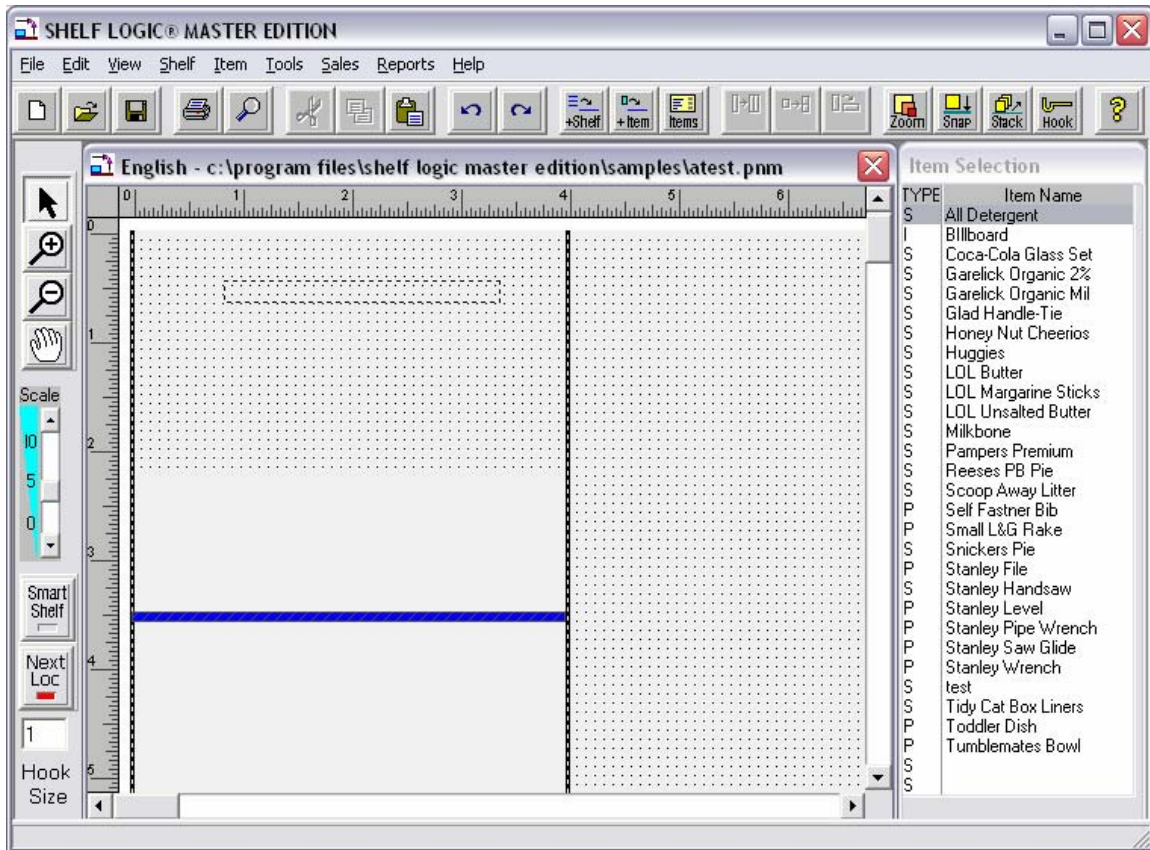 SHELF LOGIC® MASTER EDITION
File Edit View Shelf Item Tools Sales Reports Help
+Shelf +Item Items Zoom Snap Stack Hook
English - c:\program files\shelf logic master edition\samples\atest.pnm
Item Selection
0 1 2 3 4 5 6
TYPE Item Name
S All Detergent
I BIllboard
S Coca-Cola Glass Set
S Garelick Organic 2%
S Garelick Organic Mil
S Glad Handle-Tie
S Honey Nut Cheerios
S Huggies
S LOL Butter
S LOL Margarine Sticks
S LOL Unsalted Butter
S Milkbone
S Pampers Premium
S Reeses PB Pie
S Scoop Away Litter
P Self Fastner Bib
P Small L&G Rake
S Snickers Pie
P Stanley File
S Stanley Handsaw
P Stanley Level
P Stanley Pipe Wrench
P Stanley Saw Glide
P Stanley Wrench
S test
S Tidy Cat Box Liners
P Toddler Dish
P Tumblemates Bowl
S
S
0
1
2
3
4
5
Scale
10
5
0
Smart
Shelf
Next
Loc
1
Hook
Size